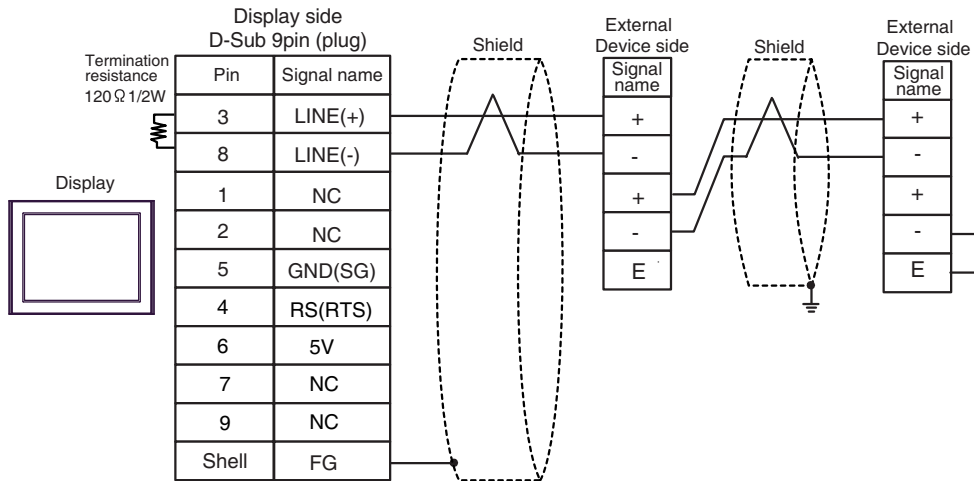 Display side
D-Sub 9pin (plug)
Termination
resistance
120 Ω 1/2W
Pin Signal name
3 LINE(+)
8 LINE(-)
1 NC
2 NC
5 GND(SG)
4 RS(RTS)
6 5V
7 NC
9 NC
Shell FG
Display
Shield
External
Device side
Signal
name
+
-
+
-
E
Shield
External
Device side
Signal
name
+
-
+
-
E